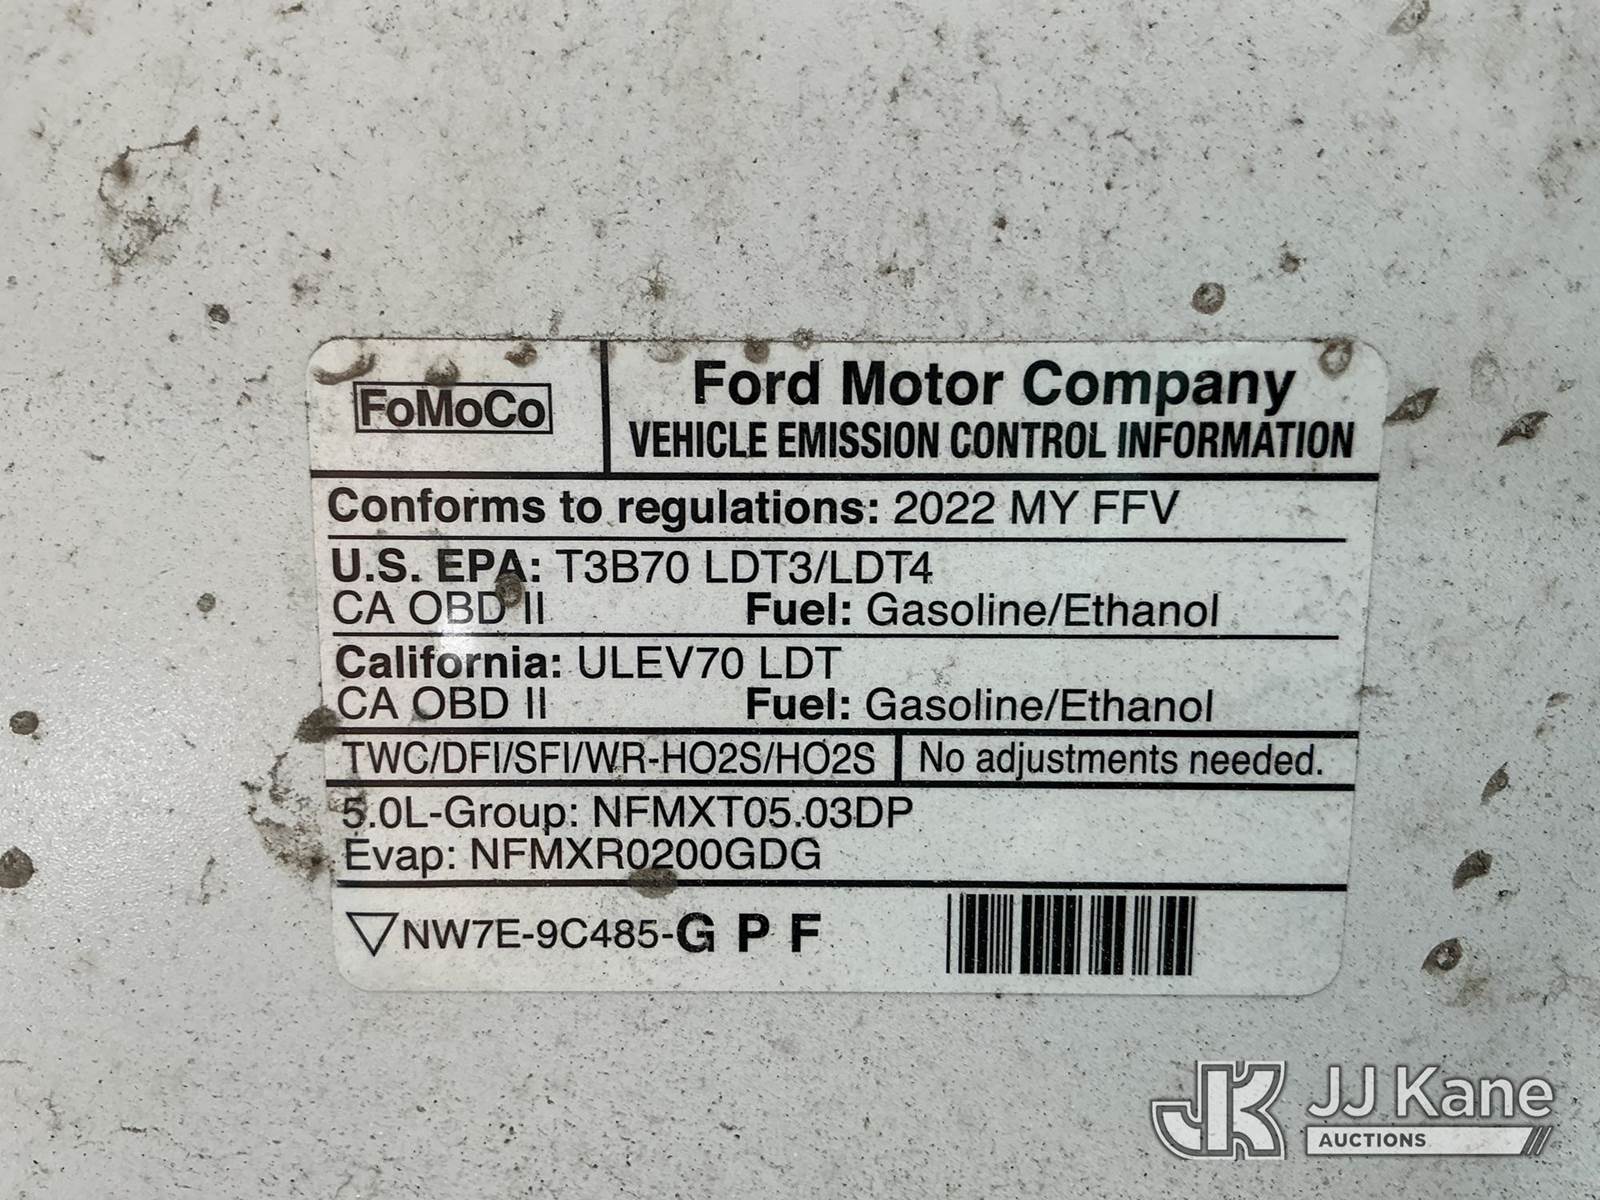 FoMoCo
Ford Motor Company
VEHICLE EMISSION CONTROL INFORMATION
Conforms to regulations: 2022 MY FFV
U.S. EPA: T3B70 LDT3/LDT4
CA OBD II Fuel: Gasoline/Ethanol
California: ULEV70 LDT
CA OBD II Fuel: Gasoline/Ethanol
TWC/DFI/SFI/WR-HO2S/HO2S No adjustments needed.
5.0L-Group: NFMXT05.03DP
Evap: NFMXR0200GDG
NW7E-9C485-G P F
JK JJ Kane
AUCTIONS